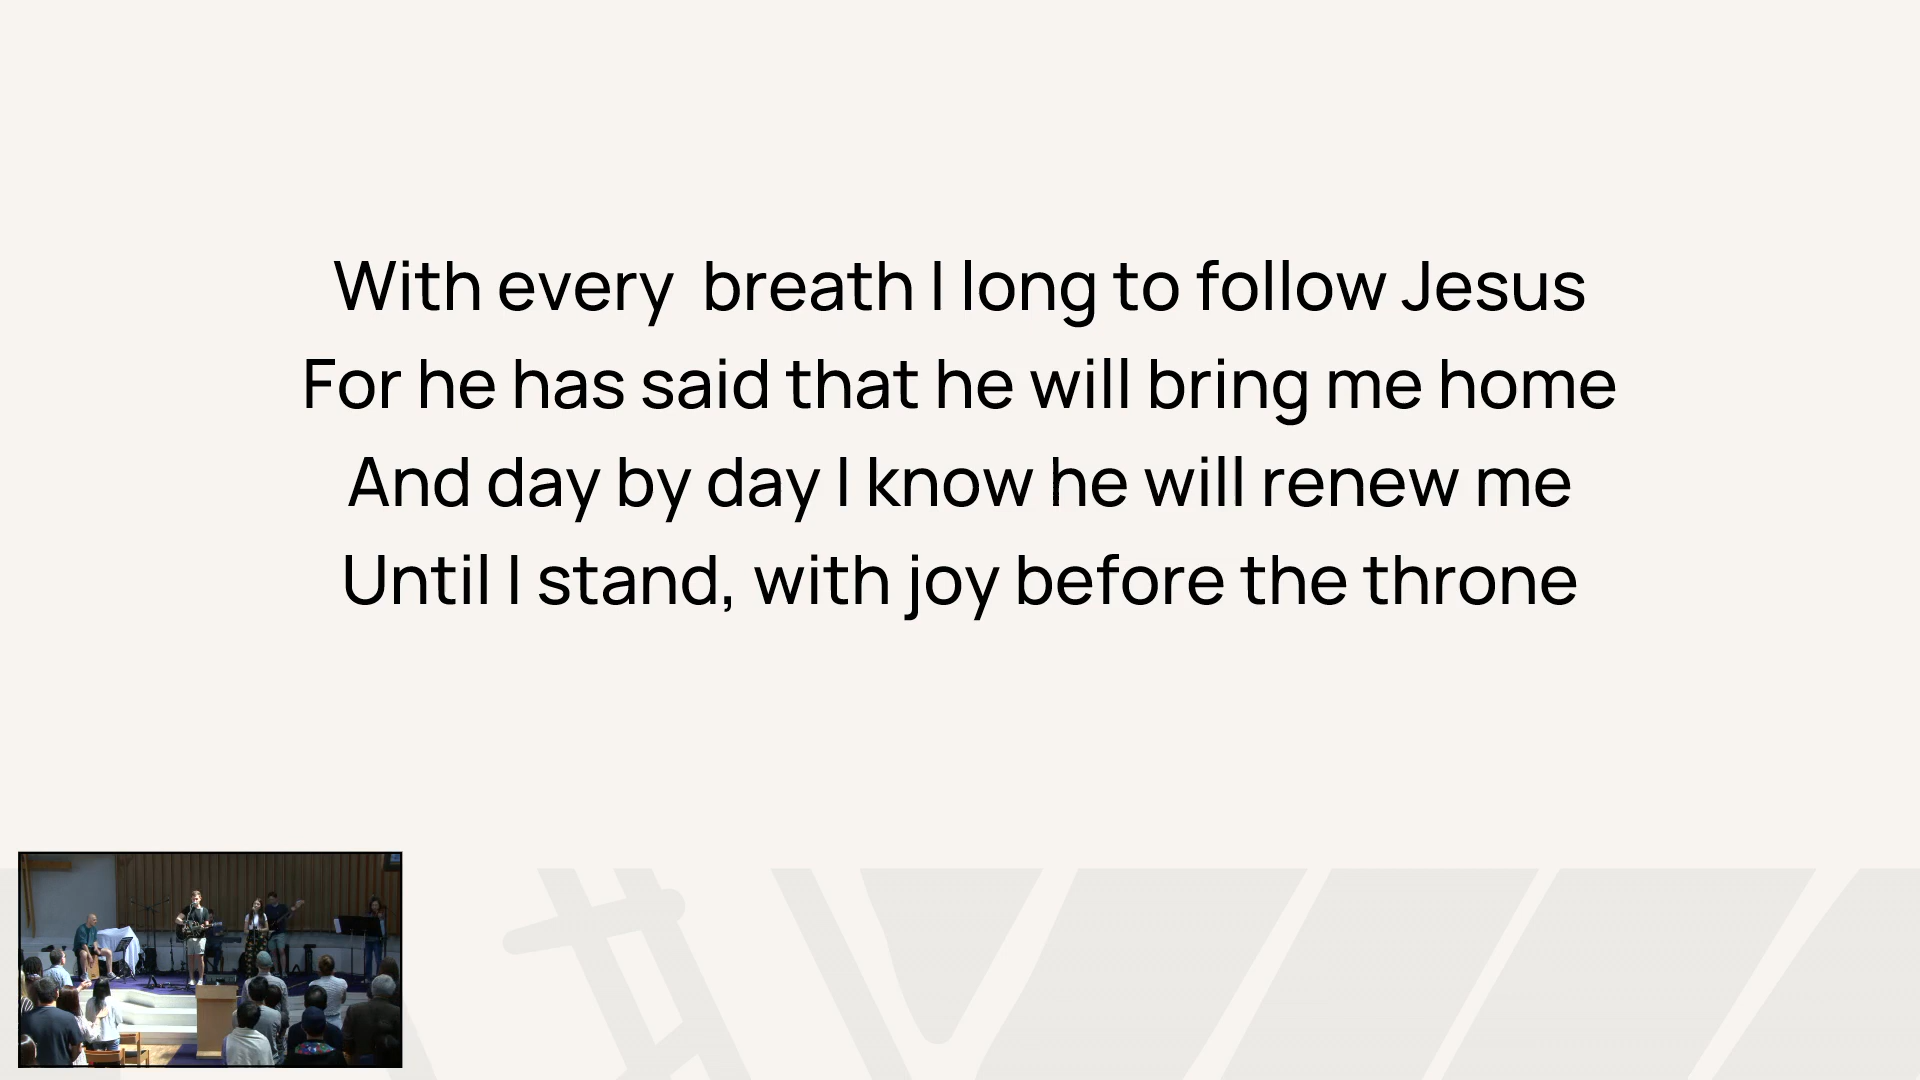 With every  breath I long to follow Jesus
For he has said that he will bring me home
And day by day I know he will renew me
Until I stand, with joy before the throne